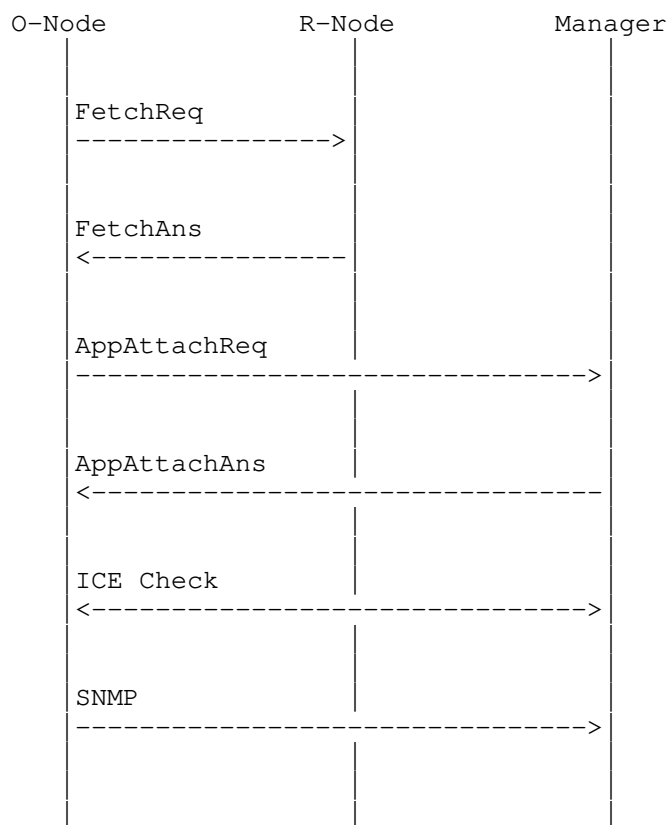 O-Node R-Node Manager
FetchReq
FetchAns
AppAttachReq
AppAttachAns
ICE Check
SNMP